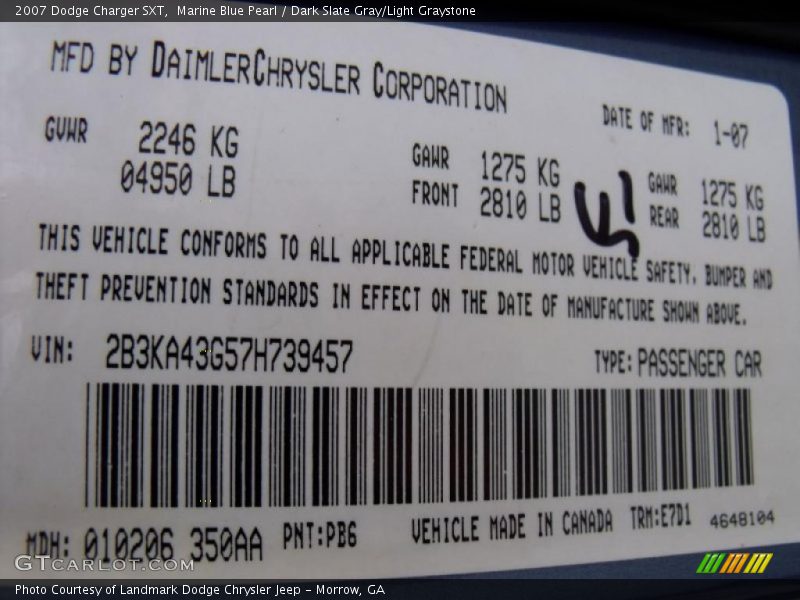 2007 Dodge Charger SXT,  Marine Blue Pearl / Dark Slate Gray/Light Graystone
MFD BY DAIMLERCHRYSLER CORPORATION
DATE OF MFR: 1-07
GVWR 2246 KG
04950 LB
GAWR FRONT 1275 KG
2810 LB
GAWR REAR 1275 KG
2810 LB
THIS VEHICLE CONFORMS TO ALL APPLICABLE FEDERAL MOTOR VEHICLE SAFETY, BUMPER AND
THEFT PREVENTION STANDARDS IN EFFECT ON THE DATE OF MANUFACTURE SHOWN ABOVE.
VIN: 2B3KA43G57H739457
TYPE: PASSENGER CAR
MDH: 010206 350AA PNT:PB6 VEHICLE MADE IN CANADA TRM:E7D1 4648104
GTCARLOT.COM
Photo Courtesy of Landmark Dodge Chrysler Jeep - Morrow, GA